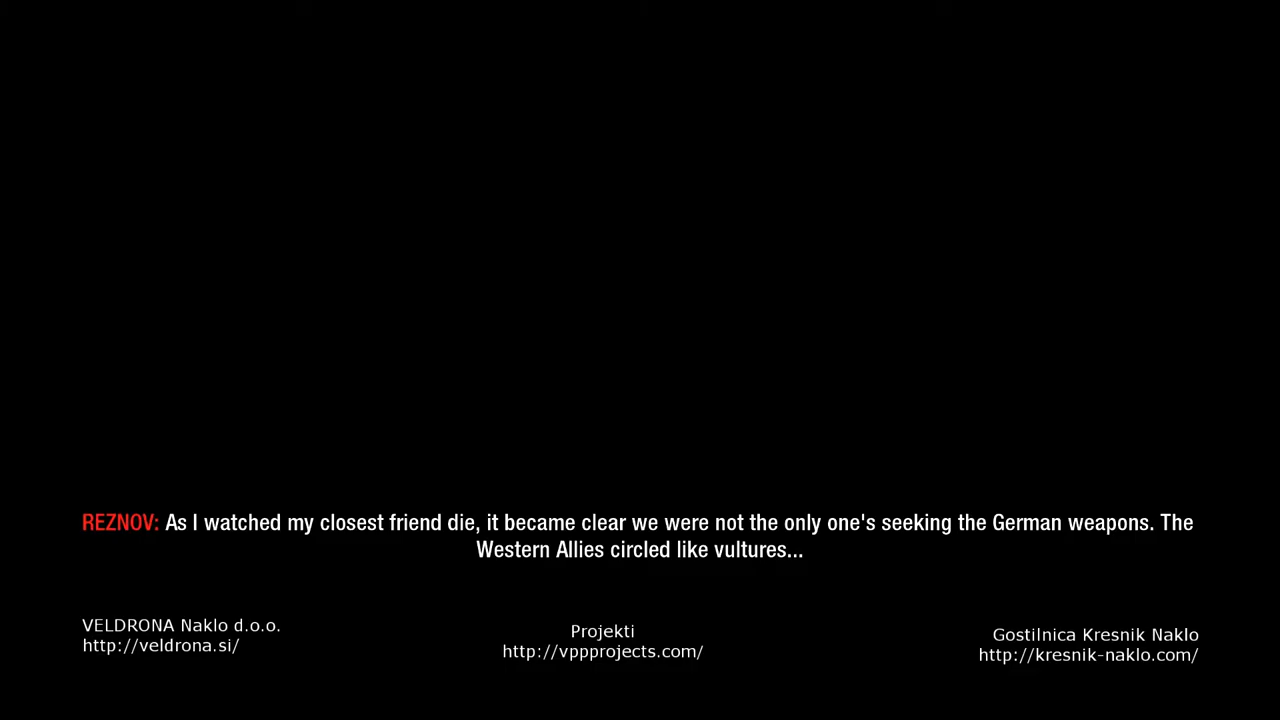 REZNOV: As I watched my closest friend die, it became clear we were not the only one's seeking the German weapons. The
Western Allies circled like vultures...
VELDRONA Naklo d.o.o.
http://veldrona.si/
Projekti
http://vppprojects.com/
Gostilnica Kresnik Naklo
http://kresnik-naklo.com/